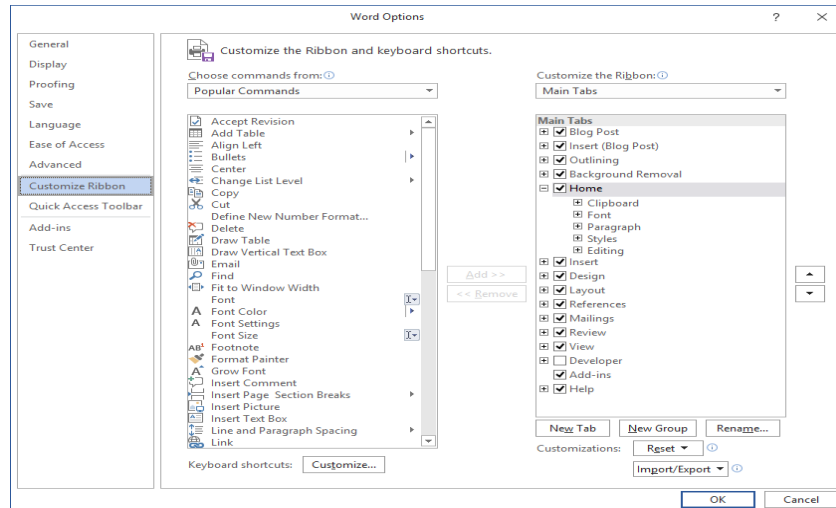 Word Options
?
General
Display
Proofing
Save
Language
Ease of Access
Advanced
Customize Ribbon
Quick Access Toolbar
Add-ins
Trust Center
Customize the Ribbon and keyboard shortcuts.
Choose commands from:
Popular Commands
Accept Revision
Add Table
Align Left
Bullets
Center
Change List Level
Copy
Cut
Define New Number Format...
Delete
Draw Table
Draw Vertical Text Box
Email
Find
Fit to Window Width
Font
Font Color
Font Settings
Font Size
Footnote
Format Painter
Grow Font
Insert Comment
Insert Page  Section Breaks
Insert Picture
Insert Text Box
Line and Paragraph Spacing
Link
Keyboard shortcuts: Customize...
Add >>
<< Remove
Customize the Ribbon:
Main Tabs
Main Tabs
Blog Post
Insert (Blog Post)
Outlining
Background Removal
Home
Clipboard
Font
Paragraph
Styles
Editing
Insert
Design
Layout
References
Mailings
Review
View
Developer
Add-ins
Help
New Tab New Group Rename...
Customizations: Reset
Import/Export
OK Cancel